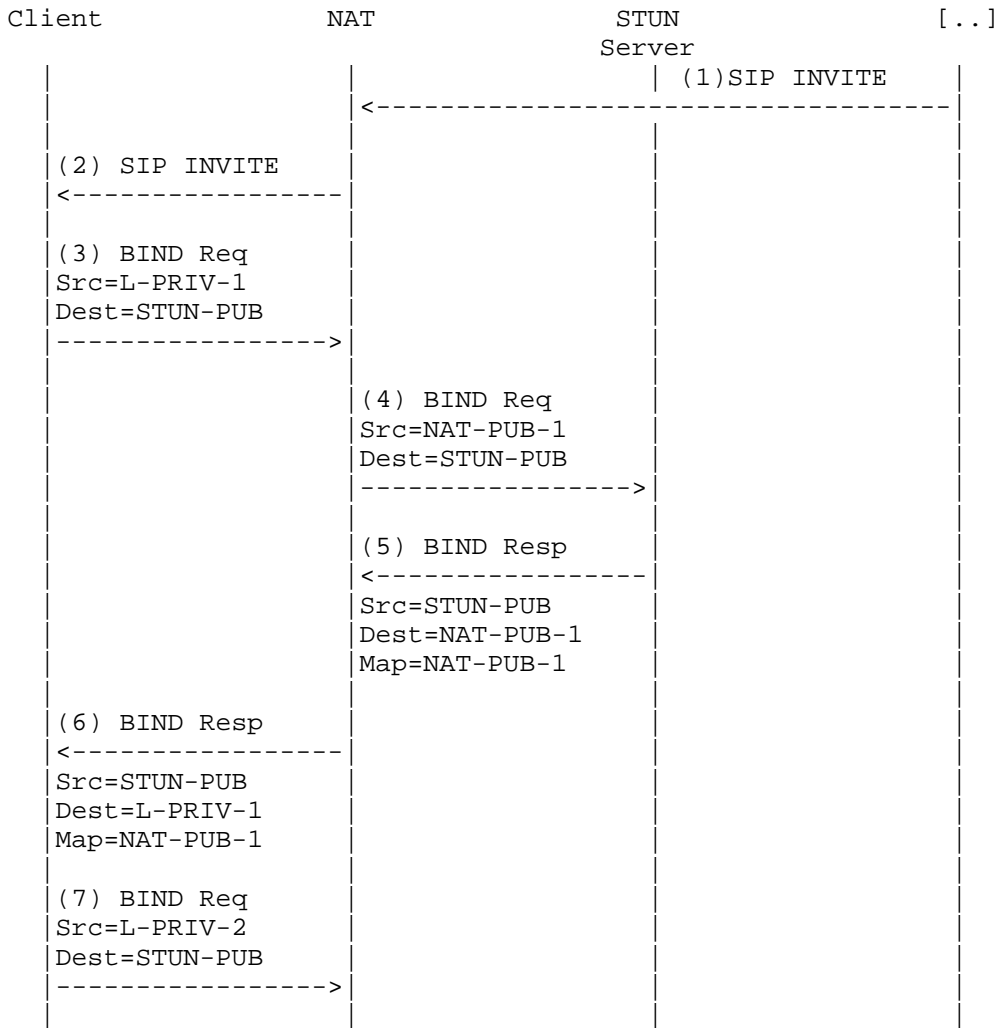 Client NAT STUN [..]
Server
(1)SIP INVITE
(2) SIP INVITE
(3) BIND Req
Src=L-PRIV-1
Dest=STUN-PUB
(4) BIND Req
Src=NAT-PUB-1
Dest=STUN-PUB
(5) BIND Resp
Src=STUN-PUB
Dest=NAT-PUB-1
Map=NAT-PUB-1
(6) BIND Resp
Src=STUN-PUB
Dest=L-PRIV-1
Map=NAT-PUB-1
(7) BIND Req
Src=L-PRIV-2
Dest=STUN-PUB